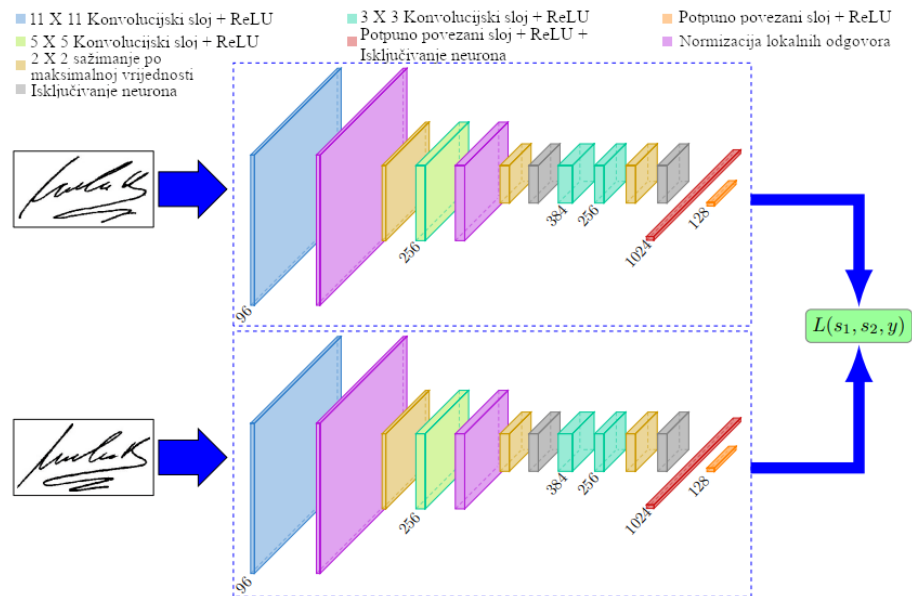 11 X 11 Konvolucijski sloj + ReLU
5 X 5 Konvolucijski sloj + ReLU
2 X 2 sažimanje po
maksimalnoj vrijednosti
Isključivanje neurona
3 X 3 Konvolucijski sloj + ReLU
Potpuno povezani sloj + ReLU +
Isključivanje neurona
Potpuno povezani sloj + ReLU
Normizacija lokalnih odgovora
96
256
384
256
1024
128
L(s₁, s₂, y)
96
256
384
256
1024
128